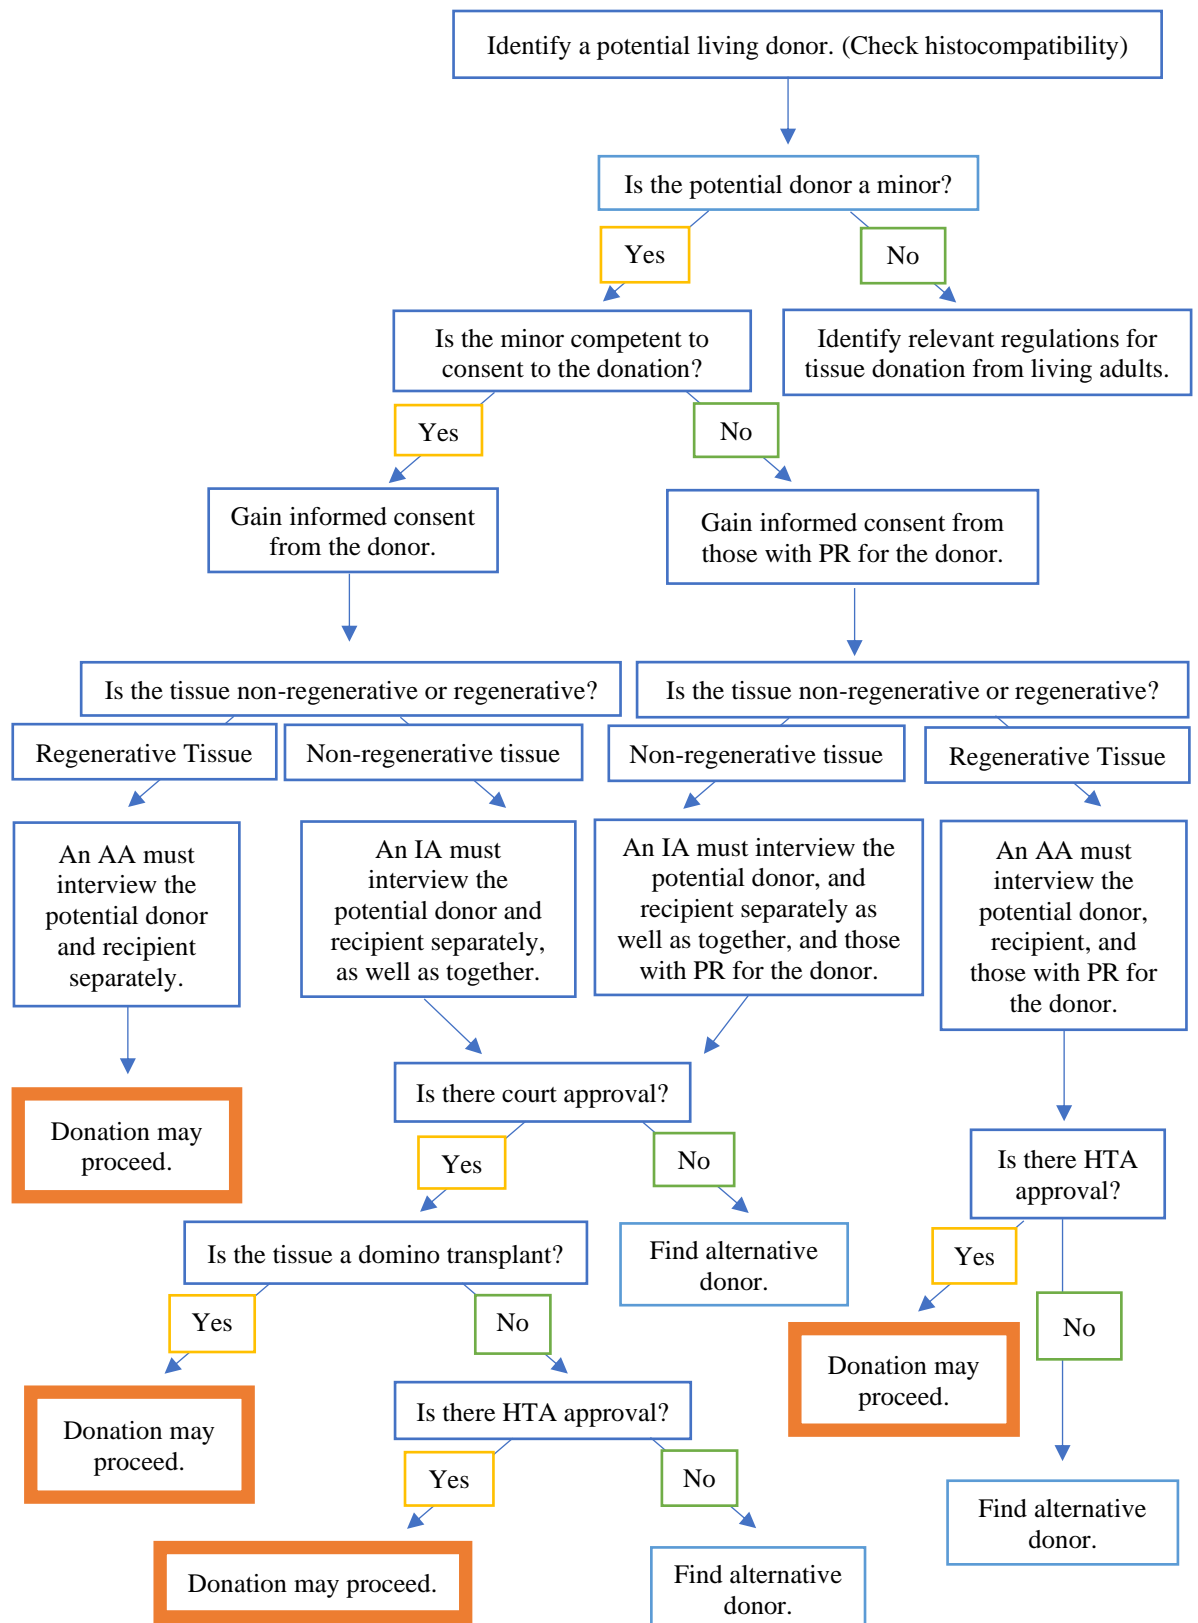 Identify a potential living donor. (Check histocompatibility)
Is the potential donor a minor?
Yes
No
Is the minor competent to
consent to the donation?
Identify relevant regulations for
tissue donation from living adults.
Yes
No
Gain informed consent
from the donor.
Gain informed consent from
those with PR for the donor.
Is the tissue non-regenerative or regenerative?
Is the tissue non-regenerative or regenerative?
Regenerative Tissue
Non-regenerative tissue
Non-regenerative tissue
Regenerative Tissue
An AA must
interview the
potential donor
and recipient
separately.
An IA must
interview the
potential donor and
recipient separately,
as well as together.
An IA must interview the
potential donor, and
recipient separately as
well as together, and those
with PR for the donor.
An AA must
interview the
potential donor,
recipient, and
those with PR for
the donor.
Donation may
proceed.
Is there court approval?
Yes
No
Is there HTA
approval?
Is the tissue a domino transplant?
Find alternative
donor.
Yes
No
Yes
No
Donation may
proceed.
Donation may
proceed.
Is there HTA approval?
Yes
No
Find alternative
donor.
Donation may proceed.
Find alternative
donor.